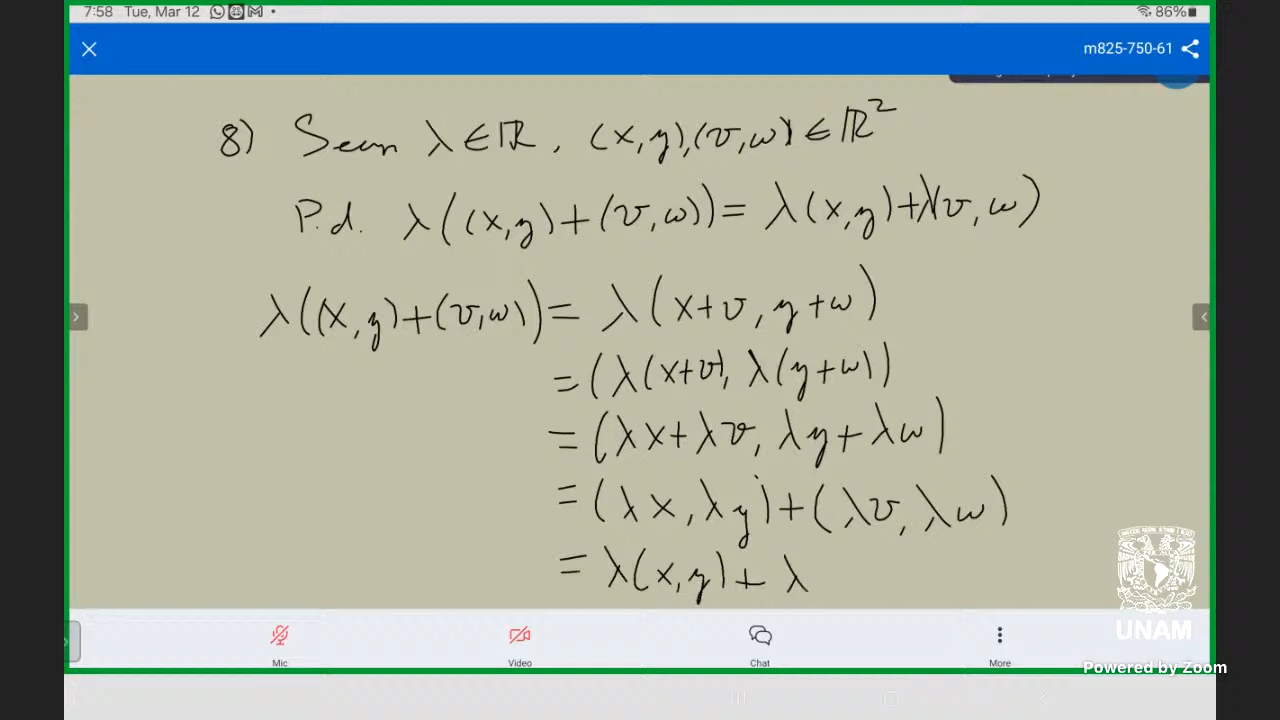 7:58 Tue, Mar 12 86%
m825-750-61
8) Sean λ∈ℝ, (x,y),(v,w)∈ℝ²
P.d. λ((x,y)+(v,w))= λ(x,y)+λ(v,w)
λ((x,y)+(v,w))= λ(x+v, y+w)
=(λ(x+v), λ(y+w))
=(λx+λv, λy+λw)
=(λx,λy)+(λv,λw)
=λ(x,y)+λ
UNAM
Mic Video Chat More
Powered by Zoom